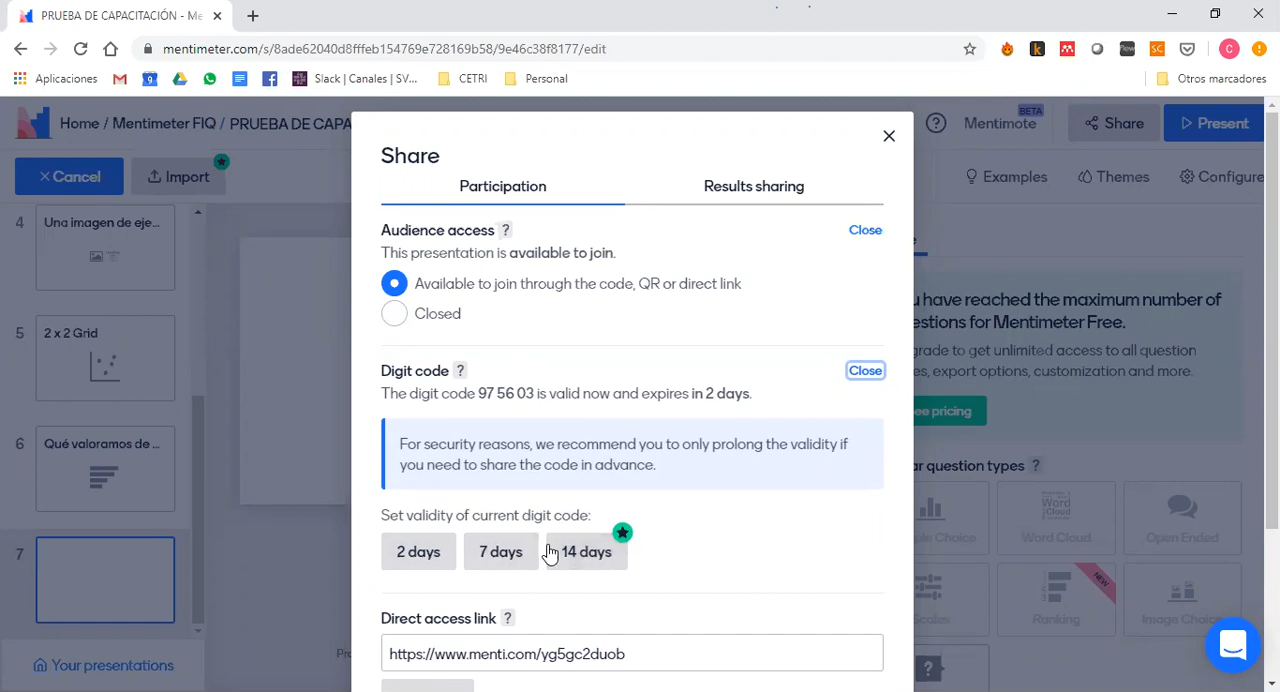 PRUEBA DE CAPACITACIÓN - Me
mentimeter.com/s/8ade62040d8fffeb154769e728169b58/9e46c38f8177/edit
Aplicaciones
Slack | Canales | SV...
CETRI
Personal
Otros marcadores
Home / Mentimeter FIQ / PRUEBA DE CAPA
Mentimote
BETA
Share
Present
Cancel
Import
Examples
Themes
Configure
4
Una imagen de eje...
5
2 x 2 Grid
6
Qué valoramos de ...
7
Your presentations
Share
Participation
Results sharing
Audience access ?
Close
This presentation is available to join.
Available to join through the code, QR or direct link
Closed
Digit code ?
Close
The digit code 97 56 03 is valid now and expires in 2 days.
For security reasons, we recommend you to only prolong the validity if
you need to share the code in advance.
Set validity of current digit code:
2 days
7 days
14 days
Direct access link ?
https://www.menti.com/yg5gc2duob
u have reached the maximum number of
estions for Mentimeter Free.
grade to get unlimited access to all question
es, export options, customization and more.
ee pricing
ar question types ?
ple Choice
Word Cloud
Open Ended
Scales
NEW
Ranking
Image Choice